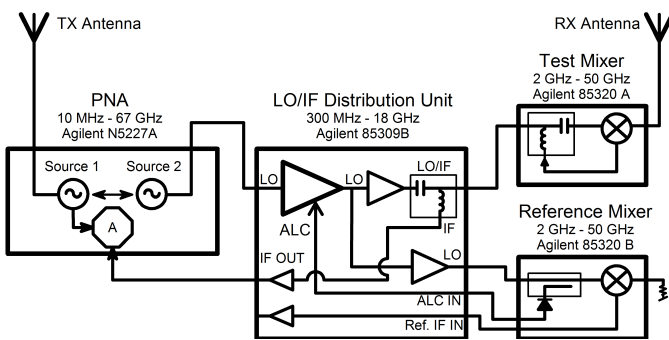 TX Antenna
RX Antenna
PNA
10 MHz - 67 GHz
Agilent N5227A
LO/IF Distribution Unit
300 MHz - 18 GHz
Agilent 85309B
Test Mixer
2 GHz - 50 GHz
Agilent 85320 A
Source 1
Source 2
A
LO
LO
LO/IF
ALC
IF
IF OUT
LO
ALC IN
Ref. IF IN
Reference Mixer
2 GHz - 50 GHz
Agilent 85320 B